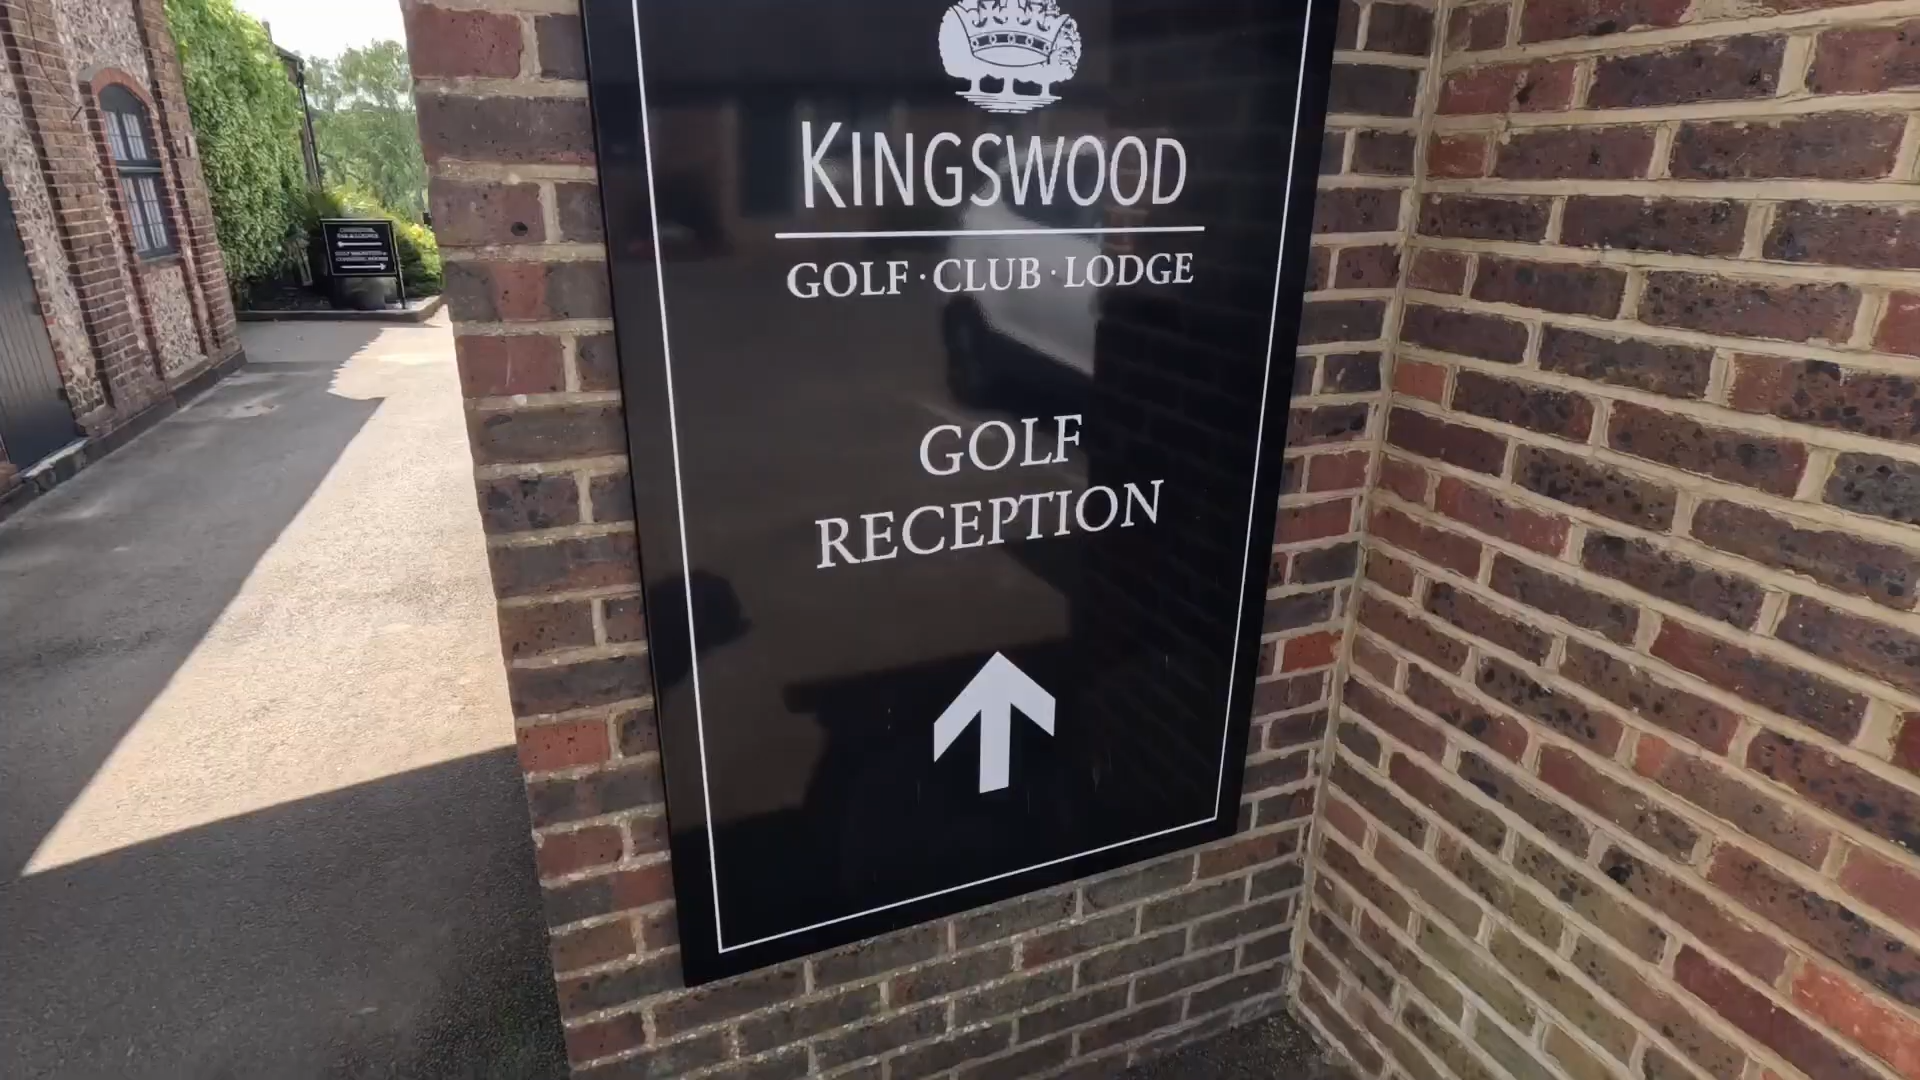 KINGSWOOD
GOLF · CLUB · LODGE
GOLF
RECEPTION